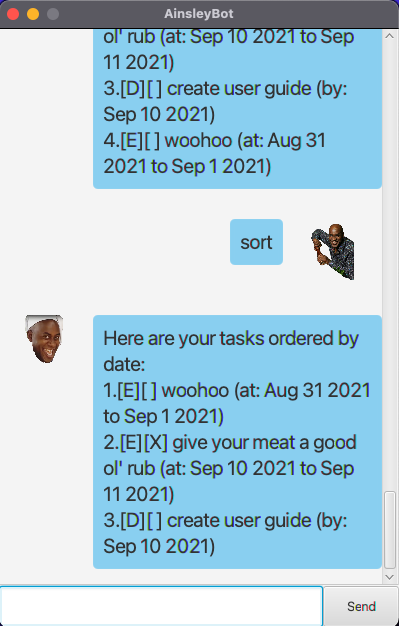 AinsleyBot
ol' rub (at: Sep 10 2021 to Sep
11 2021)
3.[D][ ] create user guide (by:
Sep 10 2021)
4.[E][ ] woohoo (at: Aug 31
2021 to Sep 1 2021)
sort
Here are your tasks ordered by
date:
1.[E][ ] woohoo (at: Aug 31 2021
to Sep 1 2021)
2.[E][X] give your meat a good
ol' rub (at: Sep 10 2021 to Sep
11 2021)
3.[D][ ] create user guide (by:
Sep 10 2021)
Send